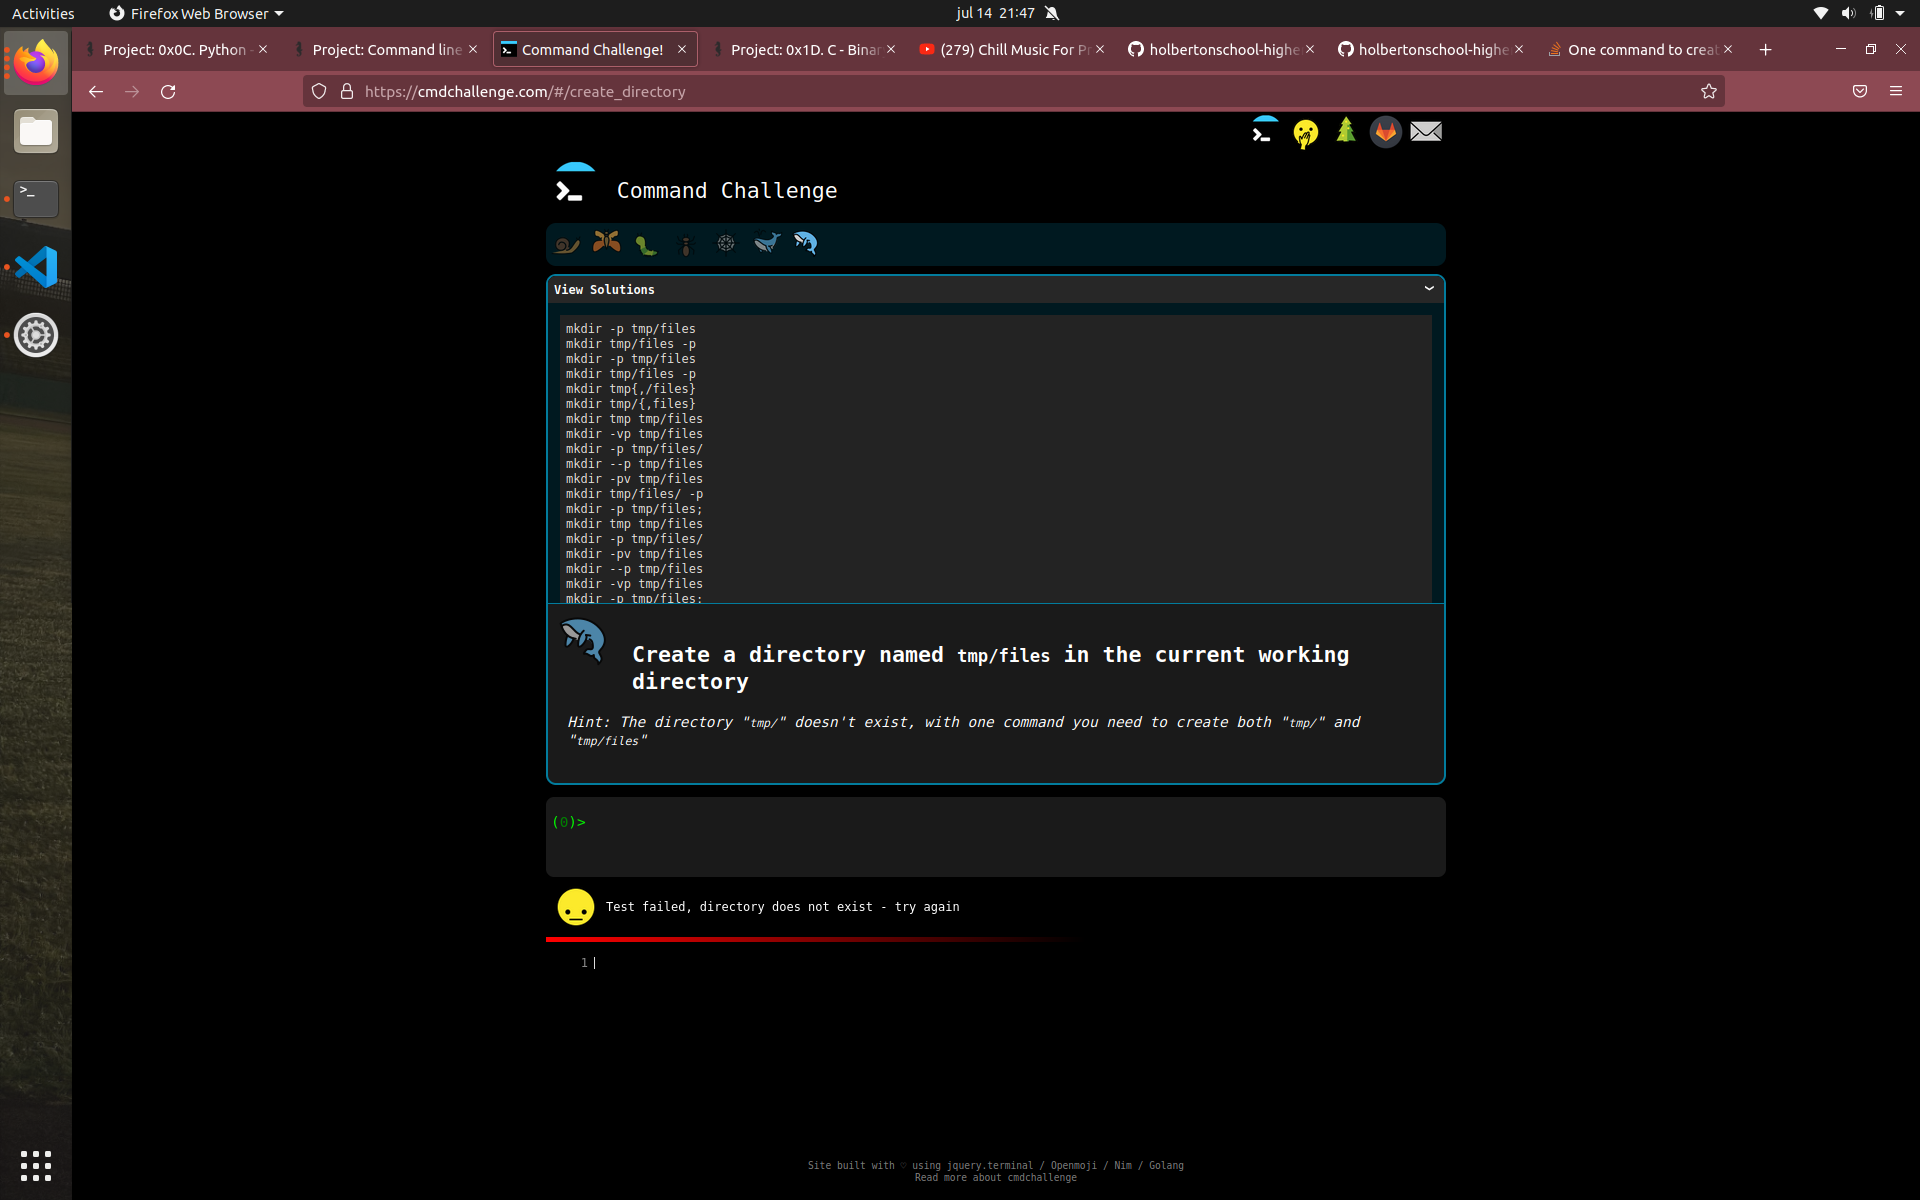 Activities
Firefox Web Browser
jul 14 21:47
Project: 0x0C. Python -
Project: Command line
Command Challenge!
Project: 0x1D. C - Binar
(279) Chill Music For Pr
holbertonschool-highe
holbertonschool-highe
One command to creat
https://cmdchallenge.com/#/create_directory
Command Challenge
View Solutions
mkdir -p tmp/files
mkdir tmp/files -p
mkdir -p tmp/files
mkdir tmp/files -p
mkdir tmp{,/files}
mkdir tmp/{,files}
mkdir tmp tmp/files
mkdir -vp tmp/files
mkdir -p tmp/files/
mkdir --p tmp/files
mkdir -pv tmp/files
mkdir tmp/files/ -p
mkdir -p tmp/files;
mkdir tmp tmp/files
mkdir -p tmp/files/
mkdir -pv tmp/files
mkdir --p tmp/files
mkdir -vp tmp/files
mkdir -p tmp/files;
Create a directory named tmp/files in the current working
directory
Hint: The directory "tmp/" doesn't exist, with one command you need to create both "tmp/" and
"tmp/files"
(0)>
Test failed, directory does not exist - try again
1
Site built with ♡ using jquery.terminal / Openmoji / Nim / Golang
Read more about cmdchallenge